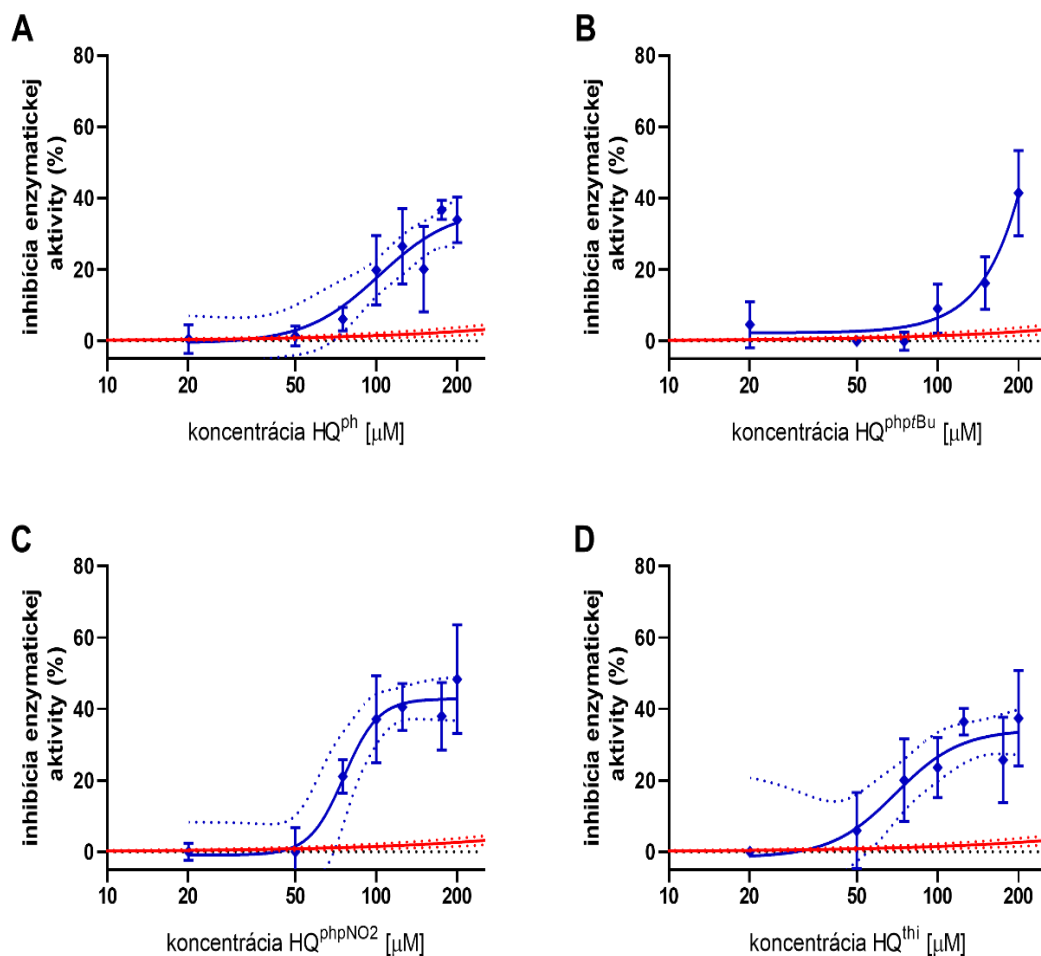 A
inhibícia enzymatickej
aktivity (%)
80
60
40
20
0
10
20
50
100
200
koncentrácia HQ^ph [μM]
B
inhibícia enzymatickej
aktivity (%)
80
60
40
20
0
10
20
50
100
200
koncentrácia HQ^phptBu [μM]
C
inhibícia enzymatickej
aktivity (%)
80
60
40
20
0
10
20
50
100
200
koncentrácia HQ^phpNO2 [μM]
D
inhibícia enzymatickej
aktivity (%)
80
60
40
20
0
10
20
50
100
200
koncentrácia HQ^thi [μM]